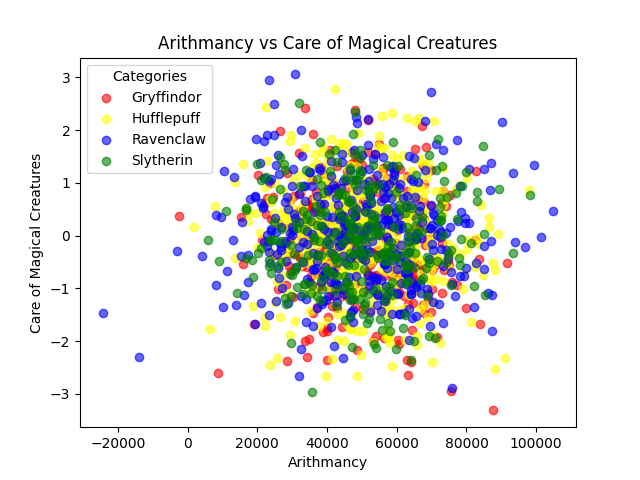 Arithmancy vs Care of Magical Creatures
Categories
Gryffindor
Hufflepuff
Ravenclaw
Slytherin
Care of Magical Creatures
3
2
1
0
−1
−2
−3
−20000 0 20000 40000 60000 80000 100000
Arithmancy